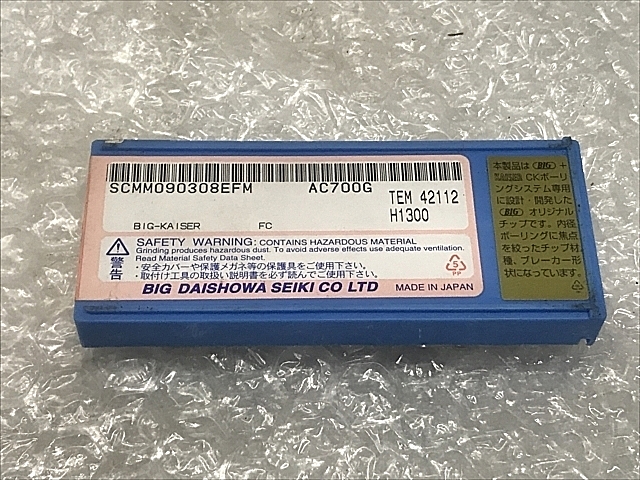 SCMM090308EFM AC700G
TEM 42112
H1300
BIG-KAISER FC
警告
SAFETY WARNING: CONTAINS HAZARDOUS MATERIAL
Grinding produces hazardous dust. To avoid adverse effects use adequate ventilation.
Read Material Safety Data Sheet.
・安全カバーや保護メガネ等の保護具をご使用下さい。
・取付け工具の取扱い説明書を必ず読んでご使用下さい。
5
PP
BIG DAISHOWA SEIKI CO LTD MADE IN JAPAN
本製品は BIG +
KAISER CKボーリ
ングシステム専用
に設計・開発した
BIG オリジナル
チップです。内径
ボーリングに焦点
を絞ったチップ材
種、ブレーカー形
状になっています。